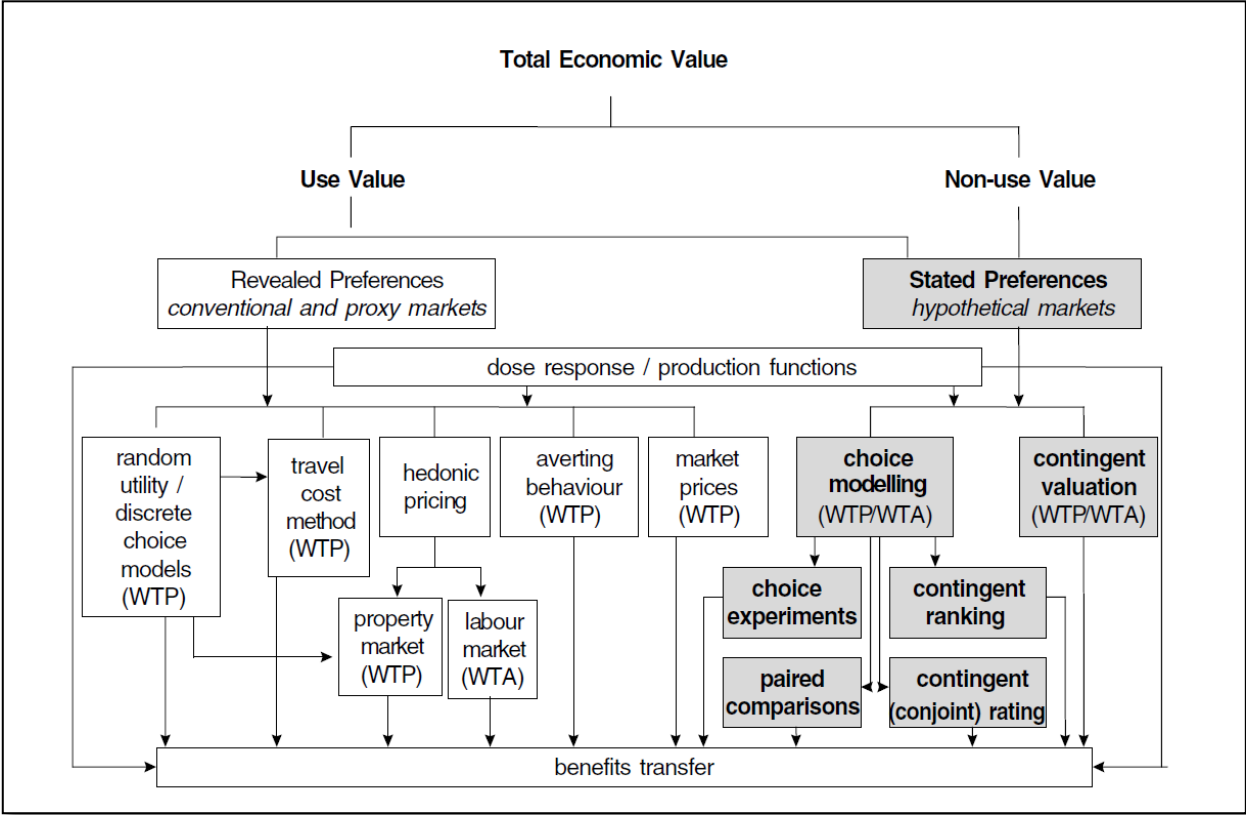 Total Economic Value
Use Value
Non-use Value
Revealed Preferences
conventional and proxy markets
Stated Preferences
hypothetical markets
dose response / production functions
random
utility /
discrete
choice
models
(WTP)
travel
cost
method
(WTP)
hedonic
pricing
averting
behaviour
(WTP)
market
prices
(WTP)
choice
modelling
(WTP/WTA)
contingent
valuation
(WTP/WTA)
property
market
(WTP)
labour
market
(WTA)
choice
experiments
contingent
ranking
paired
comparisons
contingent
(conjoint) rating
benefits transfer